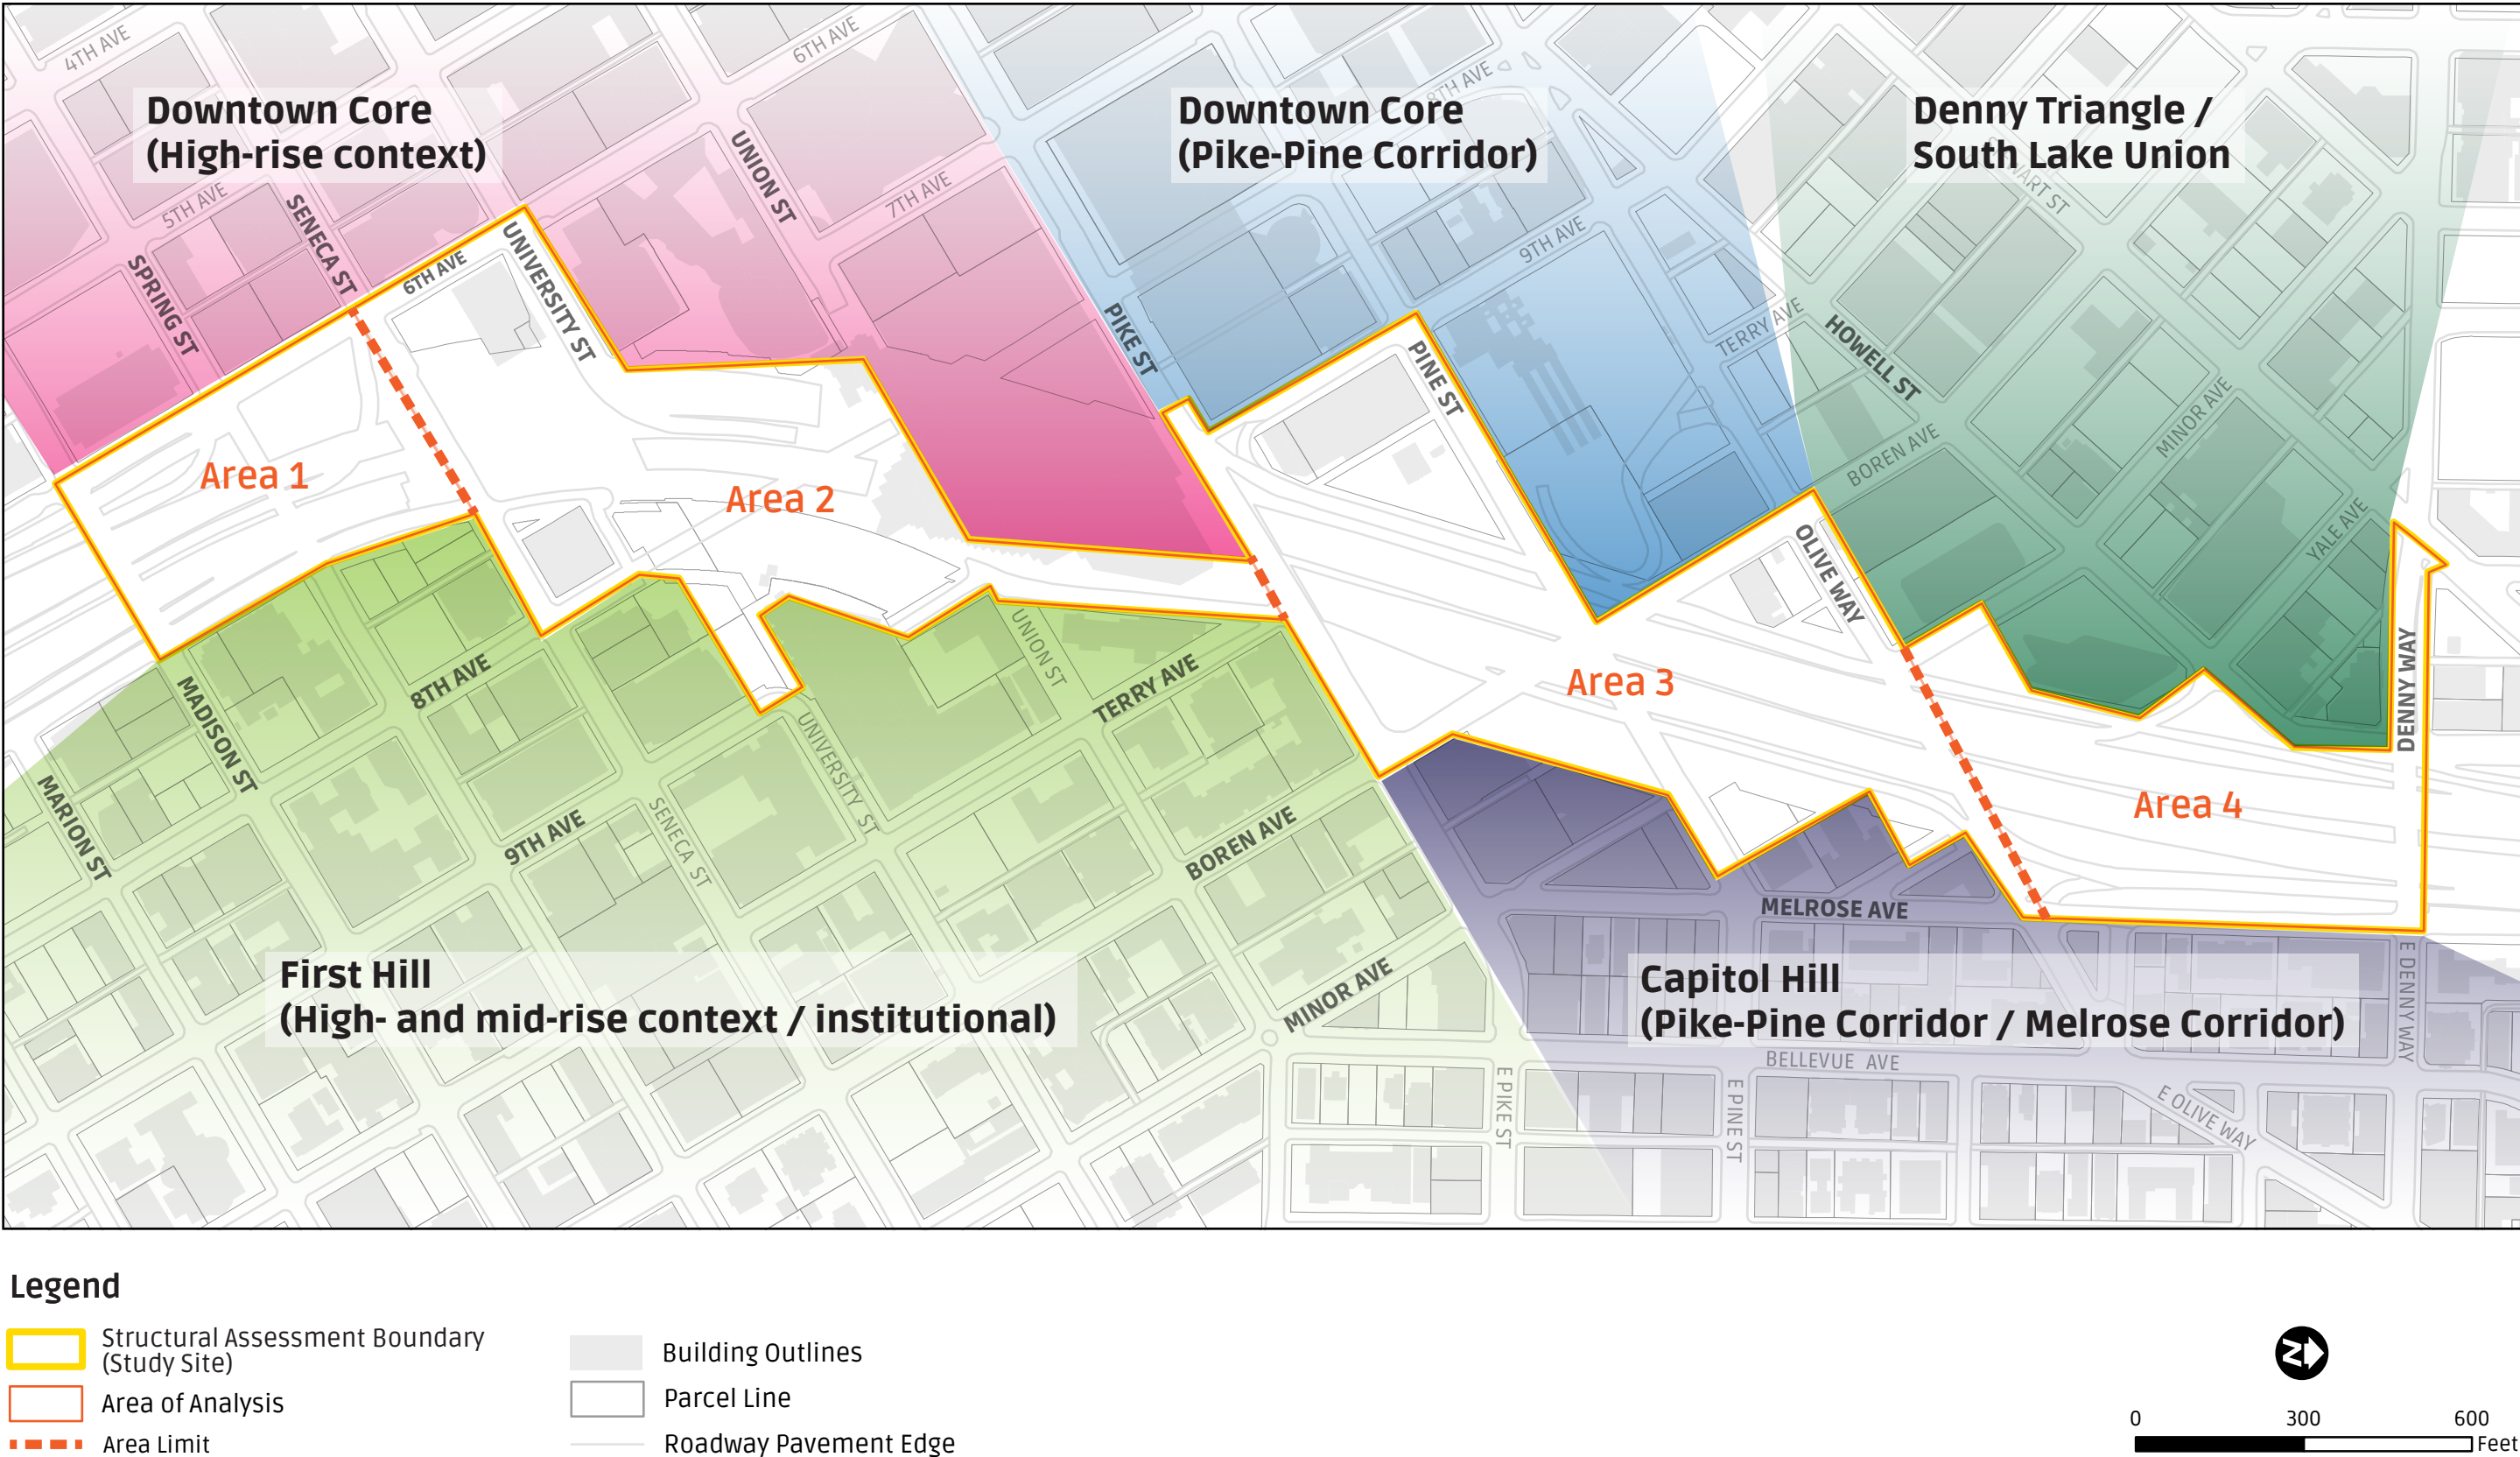 4TH AVE
6TH AVE
8TH AVE
Downtown Core
(High-rise context)
Downtown Core
(Pike-Pine Corridor)
Denny Triangle /
South Lake Union
UNION ST
5TH AVE
SENECA ST
7TH AVE
UNIVERSITY ST
6TH AVE
SPRING ST
9TH AVE
PIKE ST
TERRY AVE
HOWELL ST
PINE ST
MINOR AVE
BOREN AVE
YALE AVE
Area 1
Area 2
OLIVE WAY
UNION ST
DENNY WAY
Area 3
TERRY AVE
8TH AVE
MADISON ST
UNIVERSITY ST
MARION ST
Area 4
9TH AVE
SENECA ST
BOREN AVE
MELROSE AVE
First Hill
(High- and mid-rise context / institutional)
MINOR AVE
Capitol Hill
(Pike-Pine Corridor / Melrose Corridor)
E DENNY WAY
BELLEVUE AVE
E PIKE ST
E PINE ST
E OLIVE WAY
Legend
Structural Assessment Boundary
(Study Site)
Area of Analysis
Area Limit
Building Outlines
Parcel Line
Roadway Pavement Edge
N
0 300 600
Feet